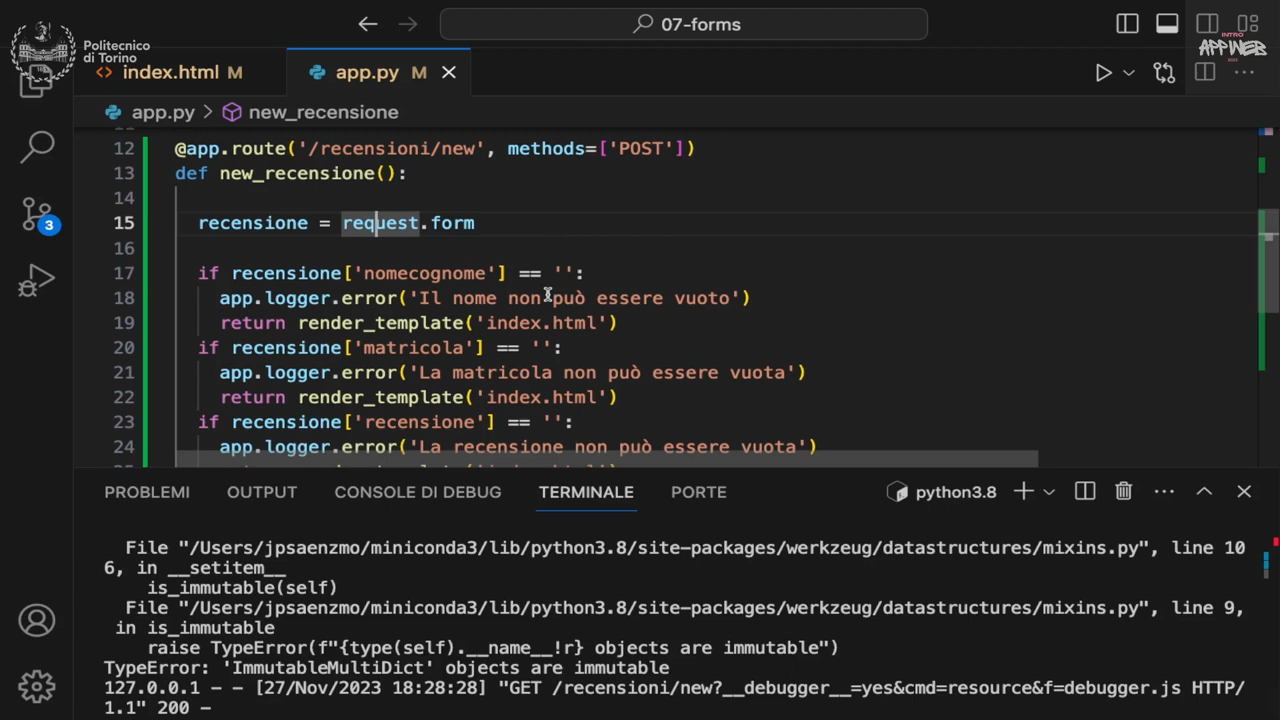 07-forms
Politecnico
di Torino
INTRO
APPIWEB
index.html M
app.py M
app.py > new_recensione
12 @app.route('/recensioni/new', methods=['POST'])
13 def new_recensione():
14
15 recensione = request.form
16
17 if recensione['nomecognome'] == '':
18 app.logger.error('Il nome non può essere vuoto')
19 return render_template('index.html')
20 if recensione['matricola'] == '':
21 app.logger.error('La matricola non può essere vuota')
22 return render_template('index.html')
23 if recensione['recensione'] == '':
24 app.logger.error('La recensione non può essere vuota')
3
PROBLEMI OUTPUT CONSOLE DI DEBUG TERMINALE PORTE python3.8
File "/Users/jpsaenzmo/miniconda3/lib/python3.8/site-packages/werkzeug/datastructures/mixins.py", line 10
6, in __setitem__
is_immutable(self)
File "/Users/jpsaenzmo/miniconda3/lib/python3.8/site-packages/werkzeug/datastructures/mixins.py", line 9,
in is_immutable
raise TypeError(f"{type(self).__name__!r} objects are immutable")
TypeError: 'ImmutableMultiDict' objects are immutable
127.0.0.1 - - [27/Nov/2023 18:28:28] "GET /recensioni/new?__debugger__=yes&cmd=resource&f=debugger.js HTTP/
1.1" 200 -